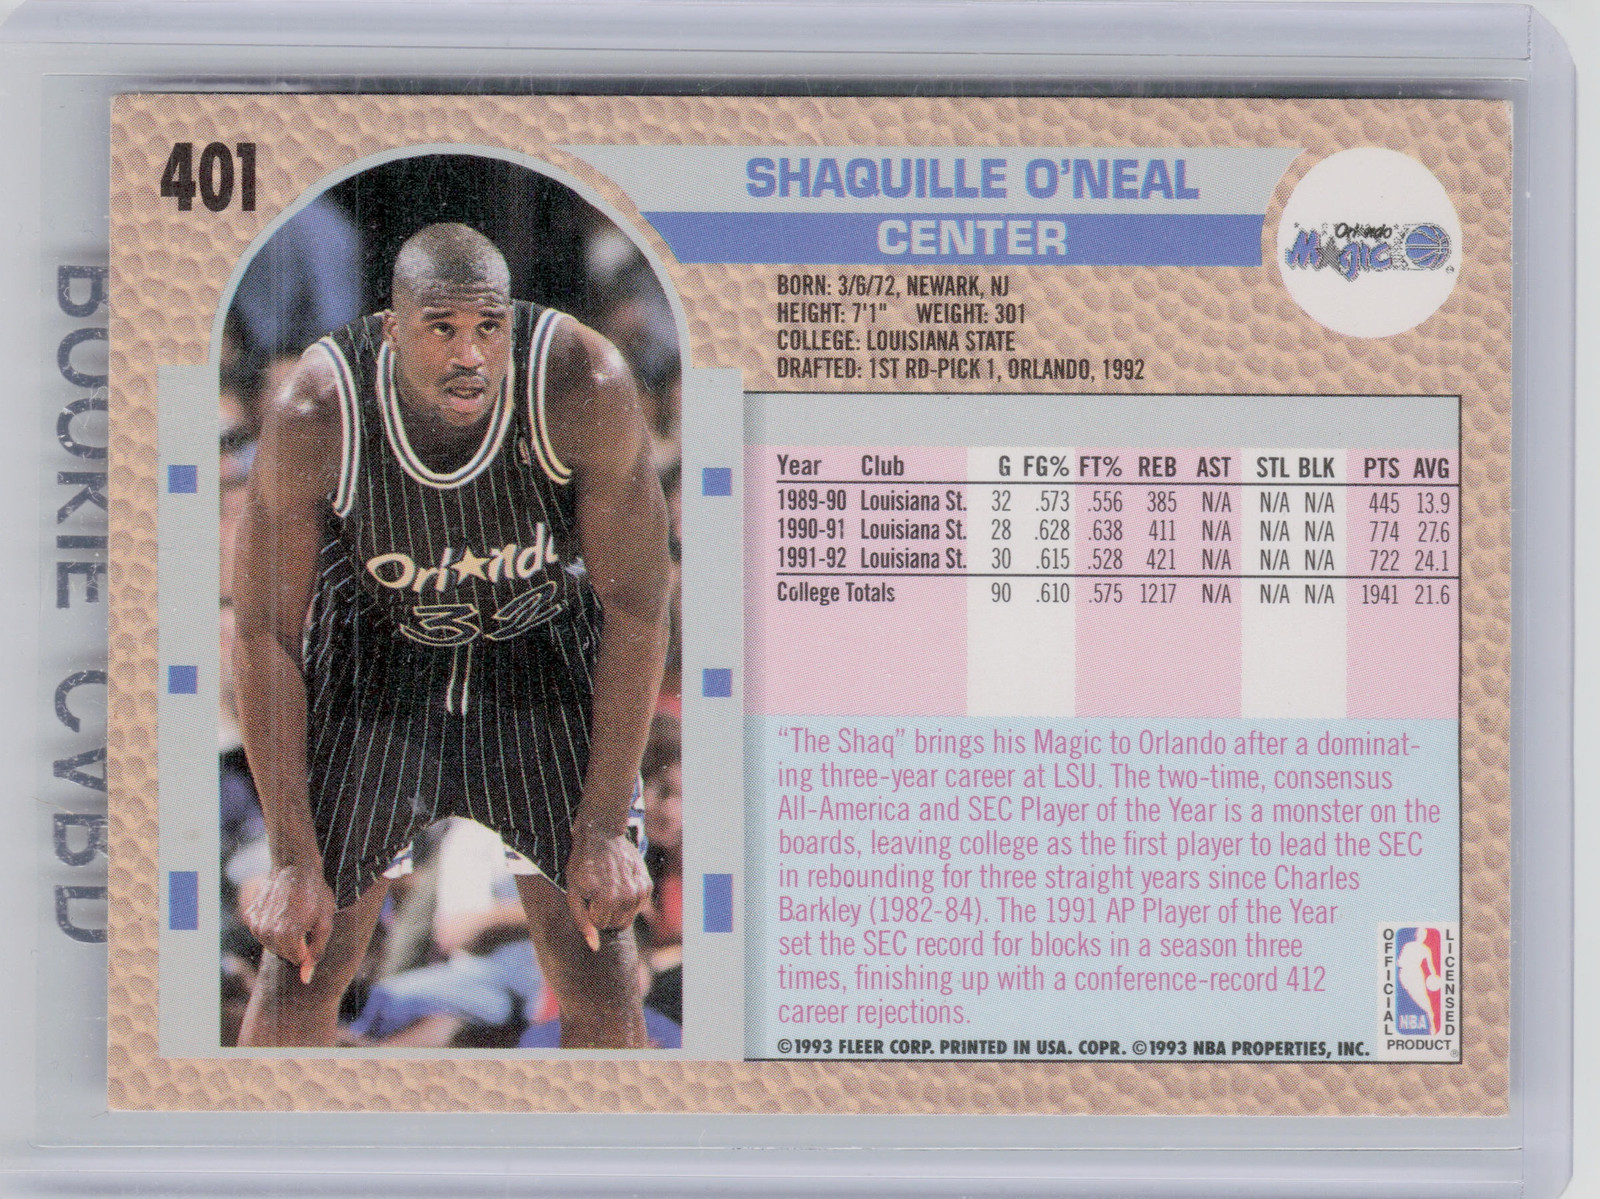 401
SHAQUILLE O'NEAL
CENTER
Orlando
Magic
BORN: 3/6/72, NEWARK, NJ
HEIGHT: 7'1" WEIGHT: 301
COLLEGE: LOUISIANA STATE
DRAFTED: 1ST RD-PICK 1, ORLANDO, 1992
Year Club G FG% FT% REB AST STL BLK PTS AVG
1989-90 Louisiana St. 32 .573 .556 385 N/A N/A N/A 445 13.9
1990-91 Louisiana St. 28 .628 .638 411 N/A N/A N/A 774 27.6
1991-92 Louisiana St. 30 .615 .528 421 N/A N/A N/A 722 24.1
College Totals 90 .610 .575 1217 N/A N/A N/A 1941 21.6
Orlando
32
"The Shaq" brings his Magic to Orlando after a dominat-
ing three-year career at LSU. The two-time, consensus
All-America and SEC Player of the Year is a monster on the
boards, leaving college as the first player to lead the SEC
in rebounding for three straight years since Charles
Barkley (1982-84). The 1991 AP Player of the Year
set the SEC record for blocks in a season three
times, finishing up with a conference-record 412
career rejections.
©1993 FLEER CORP. PRINTED IN USA. COPR. ©1993 NBA PROPERTIES, INC.
OFFICIAL
LICENSED
NBA
PRODUCT
ROOKIE CARD